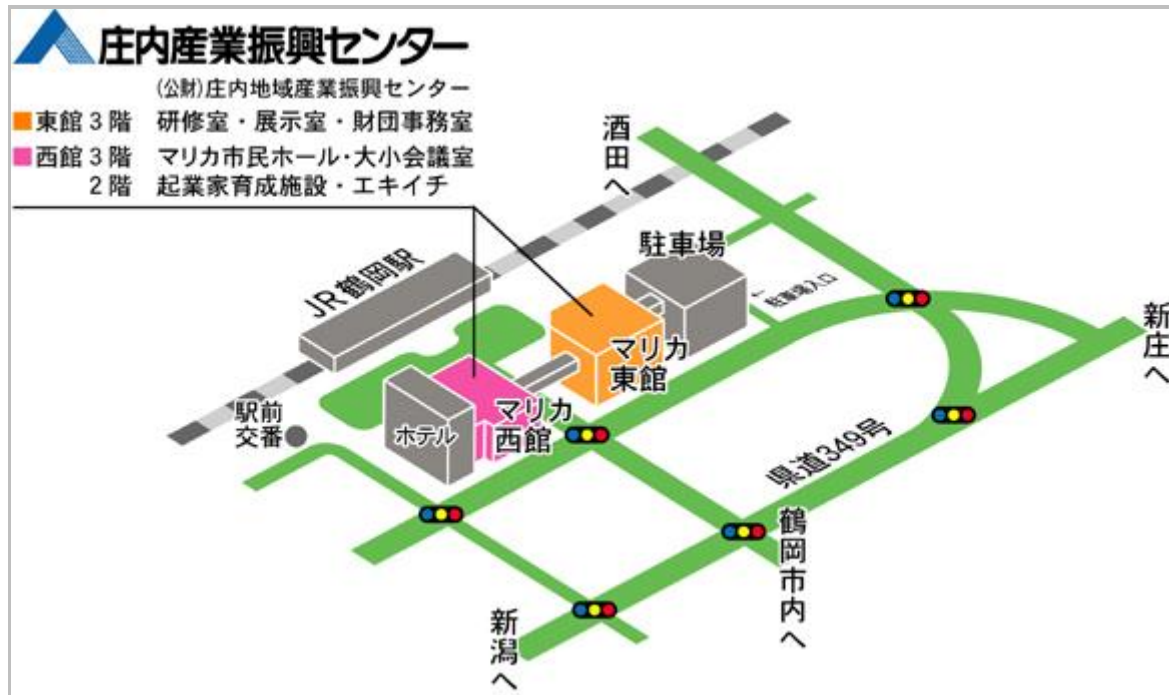 庄内産業振興センター
(公財)庄内地域産業振興センター
東館3階 研修室・展示室・財団事務室
西館3階 マリカ市民ホール・大小会議室
2階 起業家育成施設・エキイチ
酒田へ
駐車場
JR鶴岡駅
←駐車場入口
新庄へ
マリカ
東館
マリカ
西館
駅前
交番
ホテル
県道349号
鶴岡市内へ
新潟へ